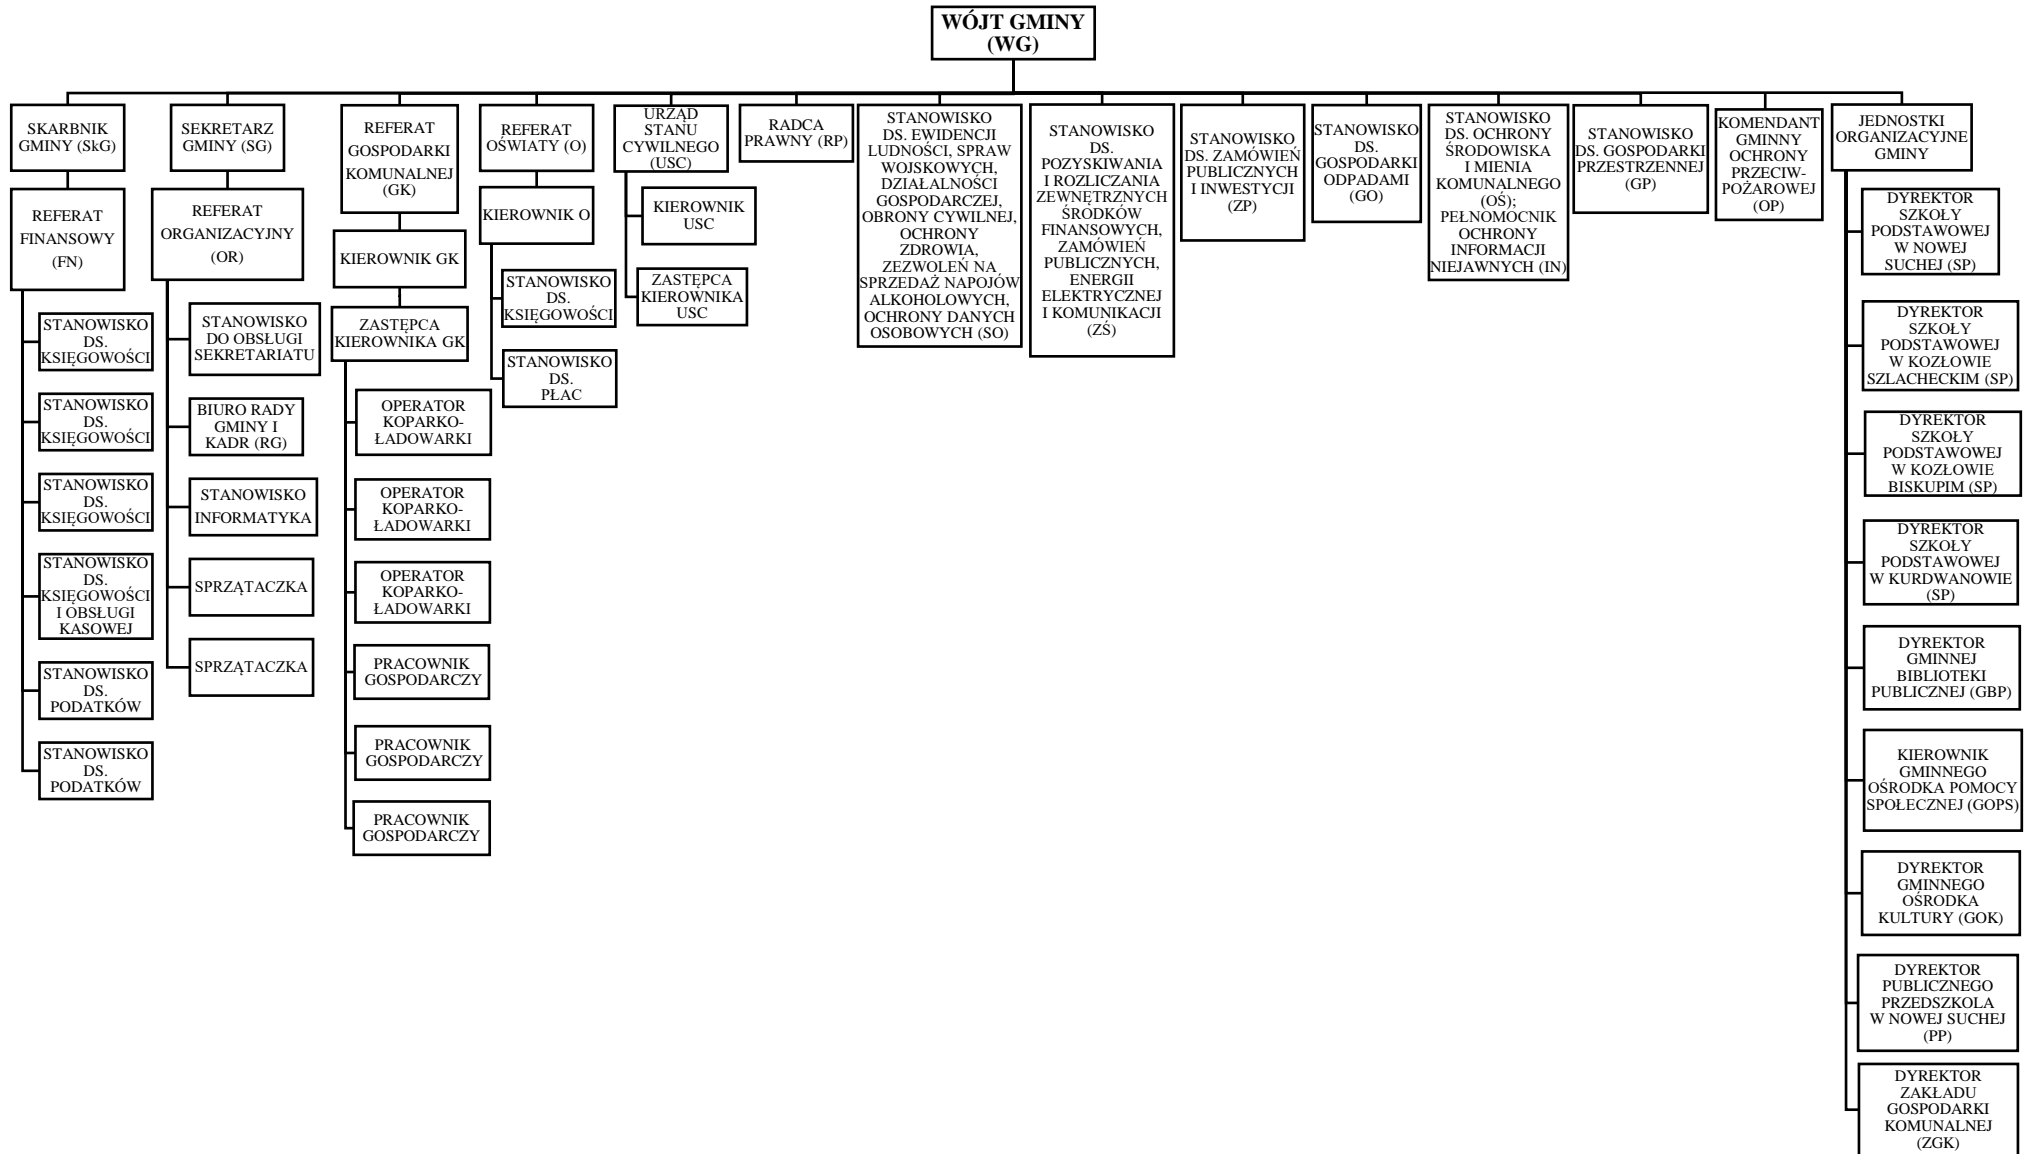 WÓJT GMINY
(WG)
SKARBNIK
GMINY (SkG)
REFERAT
FINANSOWY
(FN)
STANOWISKO
DS.
KSIĘGOWOŚCI
STANOWISKO
DS.
KSIĘGOWOŚCI
STANOWISKO
DS.
KSIĘGOWOŚCI
STANOWISKO
DS.
KSIĘGOWOŚCI
I OBSŁUGI
KASOWEJ
STANOWISKO
DS.
PODATKÓW
STANOWISKO
DS.
PODATKÓW
SEKRETARZ
GMINY (SG)
REFERAT
ORGANIZACYJNY
(OR)
STANOWISKO
DO OBSŁUGI
SEKRETARIATU
BIURO RADY
GMINY I
KADR (RG)
STANOWISKO
INFORMATYKA
SPRZĄTACZKA
SPRZĄTACZKA
REFERAT
GOSPODARKI
KOMUNALNEJ
(GK)
KIEROWNIK GK
ZASTĘPCA
KIEROWNIKA GK
OPERATOR
KOPARKO-
ŁADOWARKI
OPERATOR
KOPARKO-
ŁADOWARKI
OPERATOR
KOPARKO-
ŁADOWARKI
PRACOWNIK
GOSPODARCZY
PRACOWNIK
GOSPODARCZY
PRACOWNIK
GOSPODARCZY
REFERAT
OŚWIATY (O)
KIEROWNIK O
STANOWISKO
DS.
KSIĘGOWOŚCI
STANOWISKO
DS.
PŁAC
URZĄD
STANU
CYWILNEGO
(USC)
KIEROWNIK
USC
ZASTĘPCA
KIEROWNIKA
USC
RADCA
PRAWNY (RP)
STANOWISKO
DS. EWIDENCJI
LUDNOŚCI, SPRAW
WOJSKOWYCH,
DZIAŁALNOŚCI
GOSPODARCZEJ,
OBRONY CYWILNEJ,
OCHRONY
ZDROWIA,
ZEZWOLEŃ NA
SPRZEDAŻ NAPOJÓW
ALKOHOLOWYCH,
OCHRONY DANYCH
OSOBOWYCH (SO)
STANOWISKO
DS.
POZYSKIWANIA
I ROZLICZANIA
ZEWNĘTRZNYCH
ŚRODKÓW
FINANSOWYCH,
ZAMÓWIEŃ
PUBLICZNYCH,
ENERGII
ELEKTRYCZNEJ
I KOMUNIKACJI
(ZŚ)
STANOWISKO
DS. ZAMÓWIEŃ
PUBLICZNYCH
I INWESTYCJI
(ZP)
STANOWISKO
DS.
GOSPODARKI
ODPADAMI
(GO)
STANOWISKO
DS. OCHRONY
ŚRODOWISKA
I MIENIA
KOMUNALNEGO
(OŚ);
PEŁNOMOCNIK
OCHRONY
INFORMACJI
NIEJAWNYCH (IN)
STANOWISKO
DS. GOSPODARKI
PRZESTRZENNEJ
(GP)
KOMENDANT
GMINNY
OCHRONY
PRZECIW-
POŻAROWEJ
(OP)
JEDNOSTKI
ORGANIZACYJNE
GMINY
DYREKTOR
SZKOŁY
PODSTAWOWEJ
W NOWEJ
SUCHEJ (SP)
DYREKTOR
SZKOŁY
PODSTAWOWEJ
W KOZŁOWIE
SZLACHECKIM (SP)
DYREKTOR
SZKOŁY
PODSTAWOWEJ
W KOZŁOWIE
BISKUPIM (SP)
DYREKTOR
SZKOŁY
PODSTAWOWEJ
W KURDWANOWIE
(SP)
DYREKTOR
GMINNEJ
BIBLIOTEKI
PUBLICZNEJ (GBP)
KIEROWNIK
GMINNEGO
OŚRODKA POMOCY
SPOŁECZNEJ (GOPS)
DYREKTOR
GMINNEGO
OŚRODKA
KULTURY (GOK)
DYREKTOR
PUBLICZNEGO
PRZEDSZKOLA
W NOWEJ SUCHEJ
(PP)
DYREKTOR
ZAKŁADU
GOSPODARKI
KOMUNALNEJ
(ZGK)